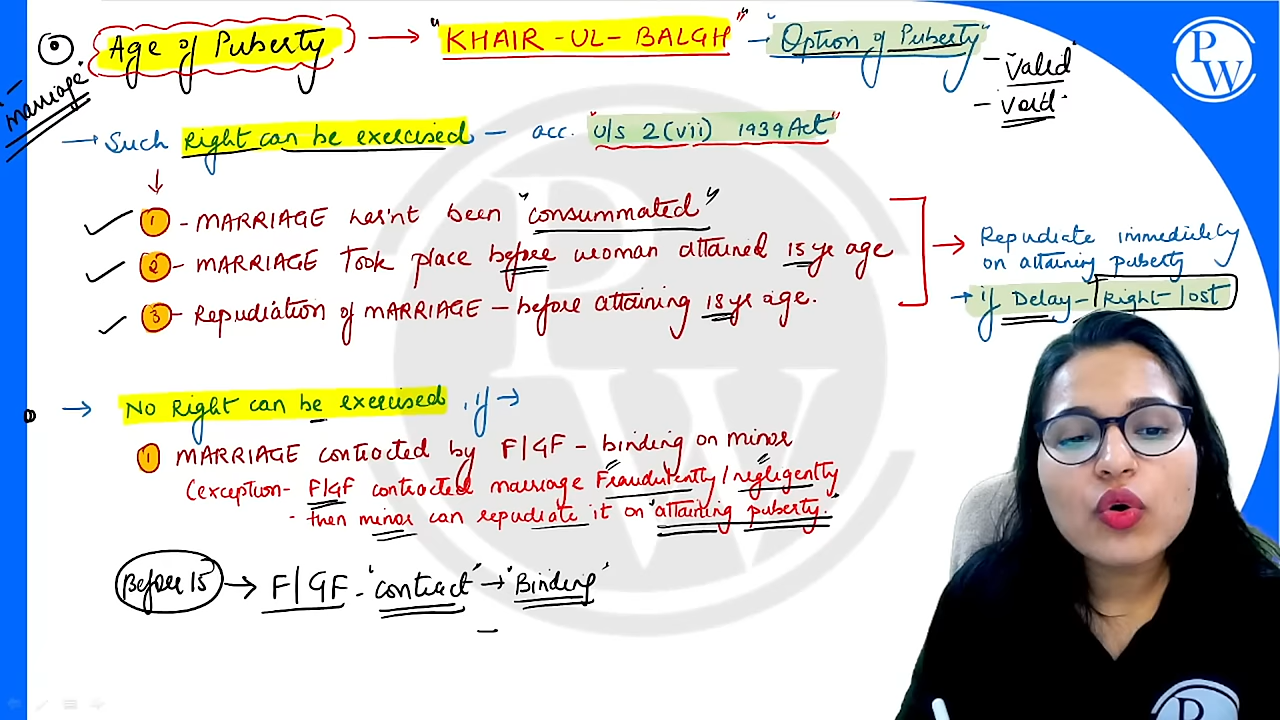 Age of Puberty → "KHAIR-UL-BALGH" - "Option of Puberty"
- "Valid"
- Void
- Marriage
→ Such Right can be exercised - acc. "U/s 2(vii) 1939 Act"
① - MARRIAGE hasn't been "consummated"
② - MARRIAGE Took place before woman attained 15 yr age
③ - Repudiation of MARRIAGE - before attaining 18 yr age.
→ Repudiate immediately
on attaining puberty
→ if Delay - Right lost
→ No Right can be exercised, if →
① MARRIAGE contracted by F/GF - binding on minor
(exception - F/GF contracted marriage Fraudulently/negligently
- then minor can repudiate it on "attaining puberty."
Before 15 → F/GF - "contract" → "Binding"
PW
PW